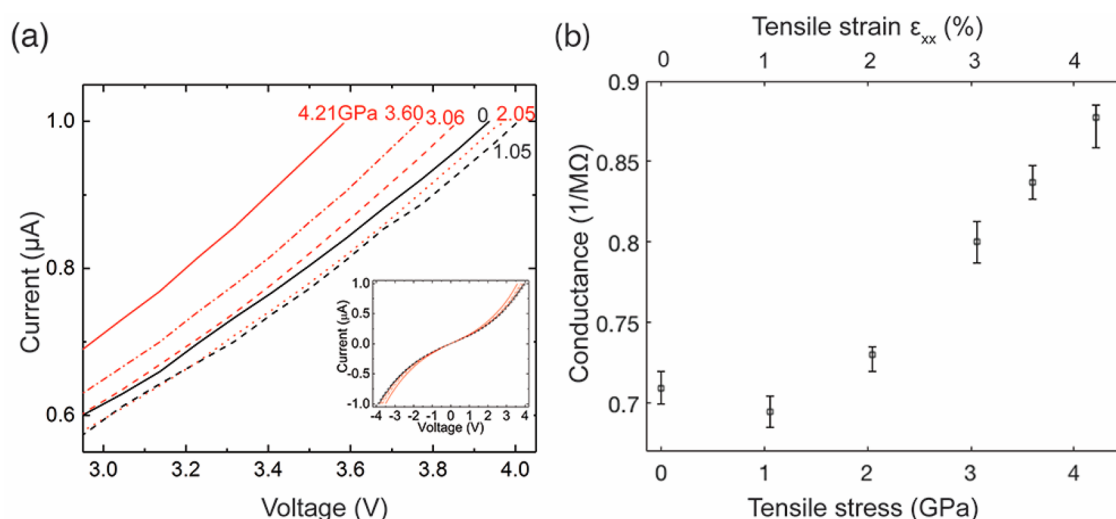 (a)
4.21GPa 3.60 3.06 0 2.05
1.05
1.0
0.8
0.6
Current (μA)
3.0 3.2 3.4 3.6 3.8 4.0
Voltage (V)
1.0
0.5
0.0
-0.5
-1.0
Current (μA)
-4 -3 -2 -1 0 1 2 3 4
Voltage (V)
(b)
Tensile strain εxx (%)
0 1 2 3 4
0.9
0.85
0.8
0.75
0.7
Conductance (1/MΩ)
0 1 2 3 4
Tensile stress (GPa)